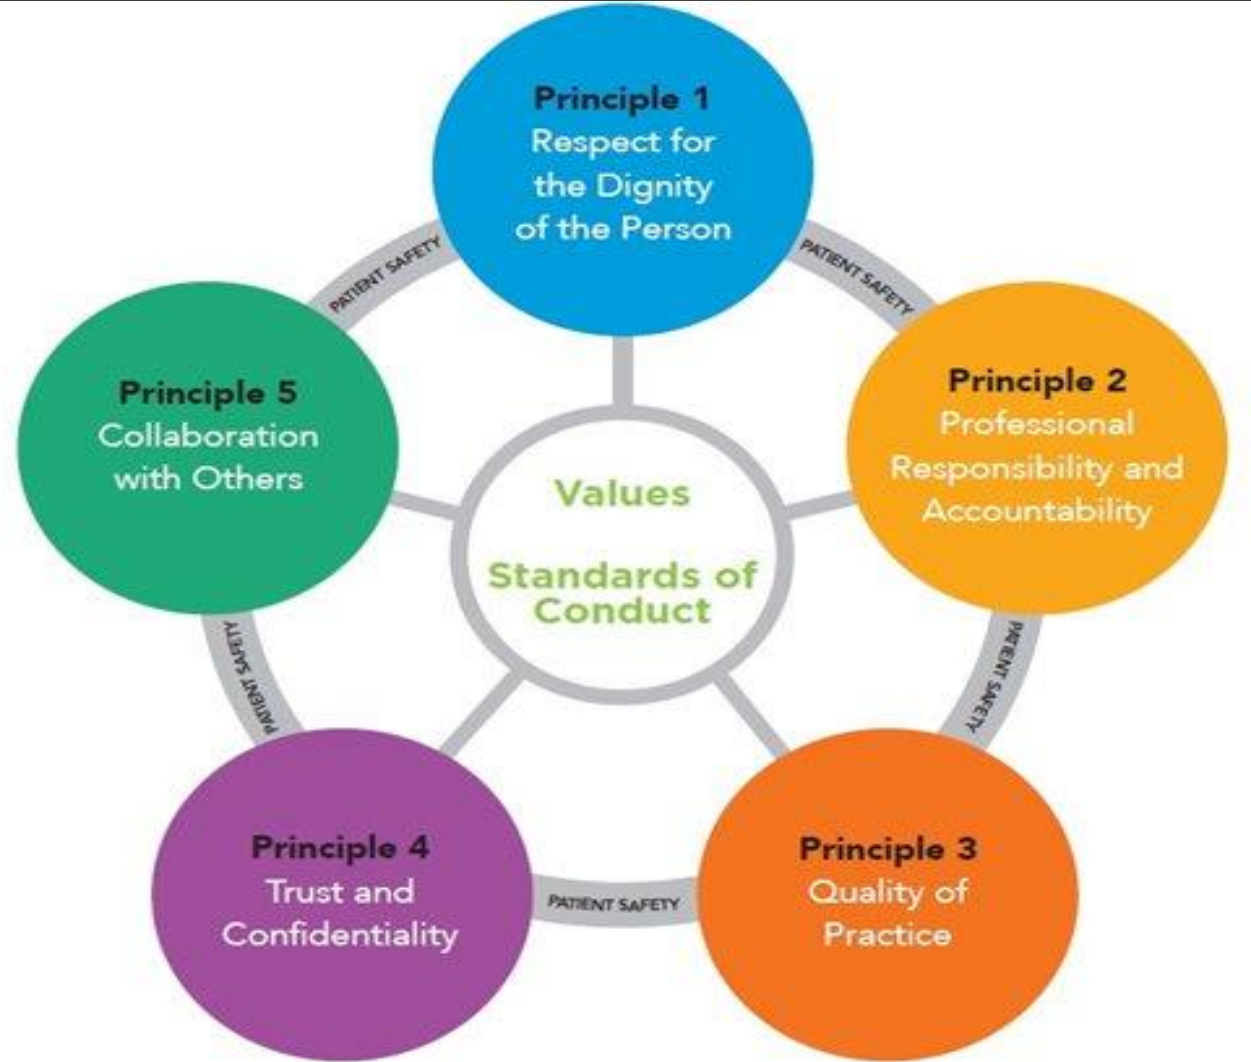 Principle 1
Respect for
the Dignity
of the Person
PATIENT SAFETY
PATIENT SAFETY
Principle 5
Collaboration
with Others
Principle 2
Professional
Responsibility and
Accountability
Values
Standards of
Conduct
PATIENT SAFETY
PATIENT SAFETY
Principle 4
Trust and
Confidentiality
PATIENT SAFETY
Principle 3
Quality of
Practice